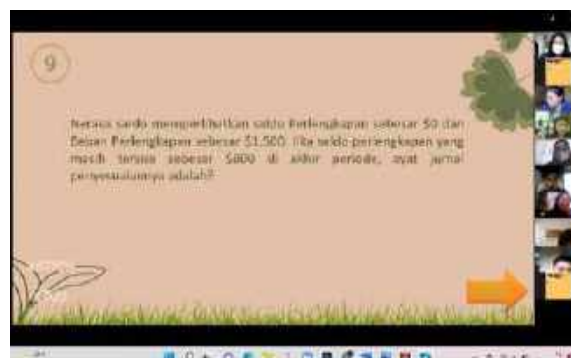 9
Neraca saldo memperlihatkan saldo Perlengkapan sebesar $0 dan
Beban Perlengkapan sebesar $1,500. Jika saldo perlengkapan yang
masih tersisa sebesar $800 di akhir periode, ayat jurnal
penyesuaiannya adalah?